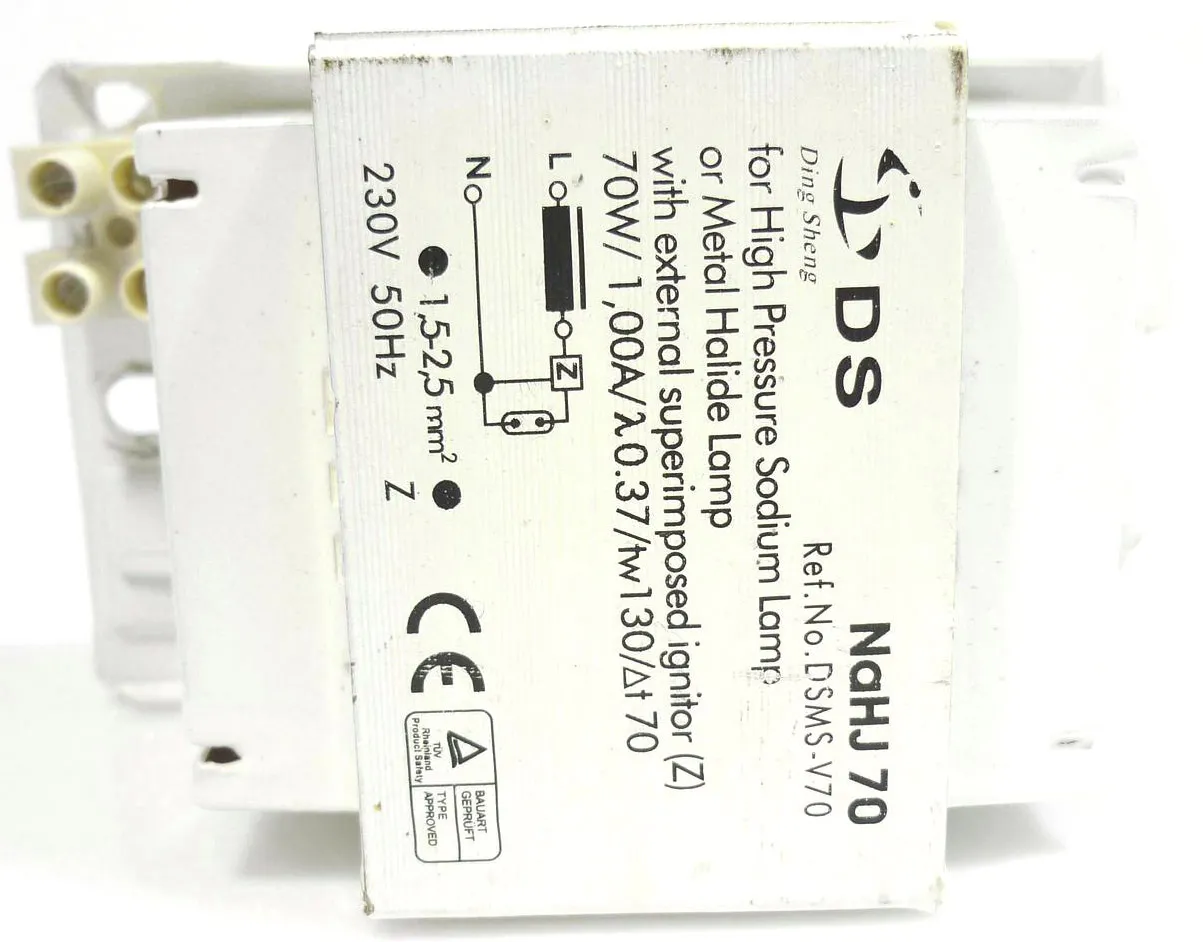 DS NaHJ 70
Ding Sheng Ref.No.DSMS-V70
for High Pressure Sodium Lamp
or Metal Halide Lamp
with external superimposed ignitor (Z)
70W/ 1,00A/λ0.37/tw130/Δt 70
L Z
N
1,5-2,5 mm²
230V 50Hz Z
CE
TÜV
Rheinland
Product Safety
BAUART
GEPRÜFT
TYPE
APPROVED